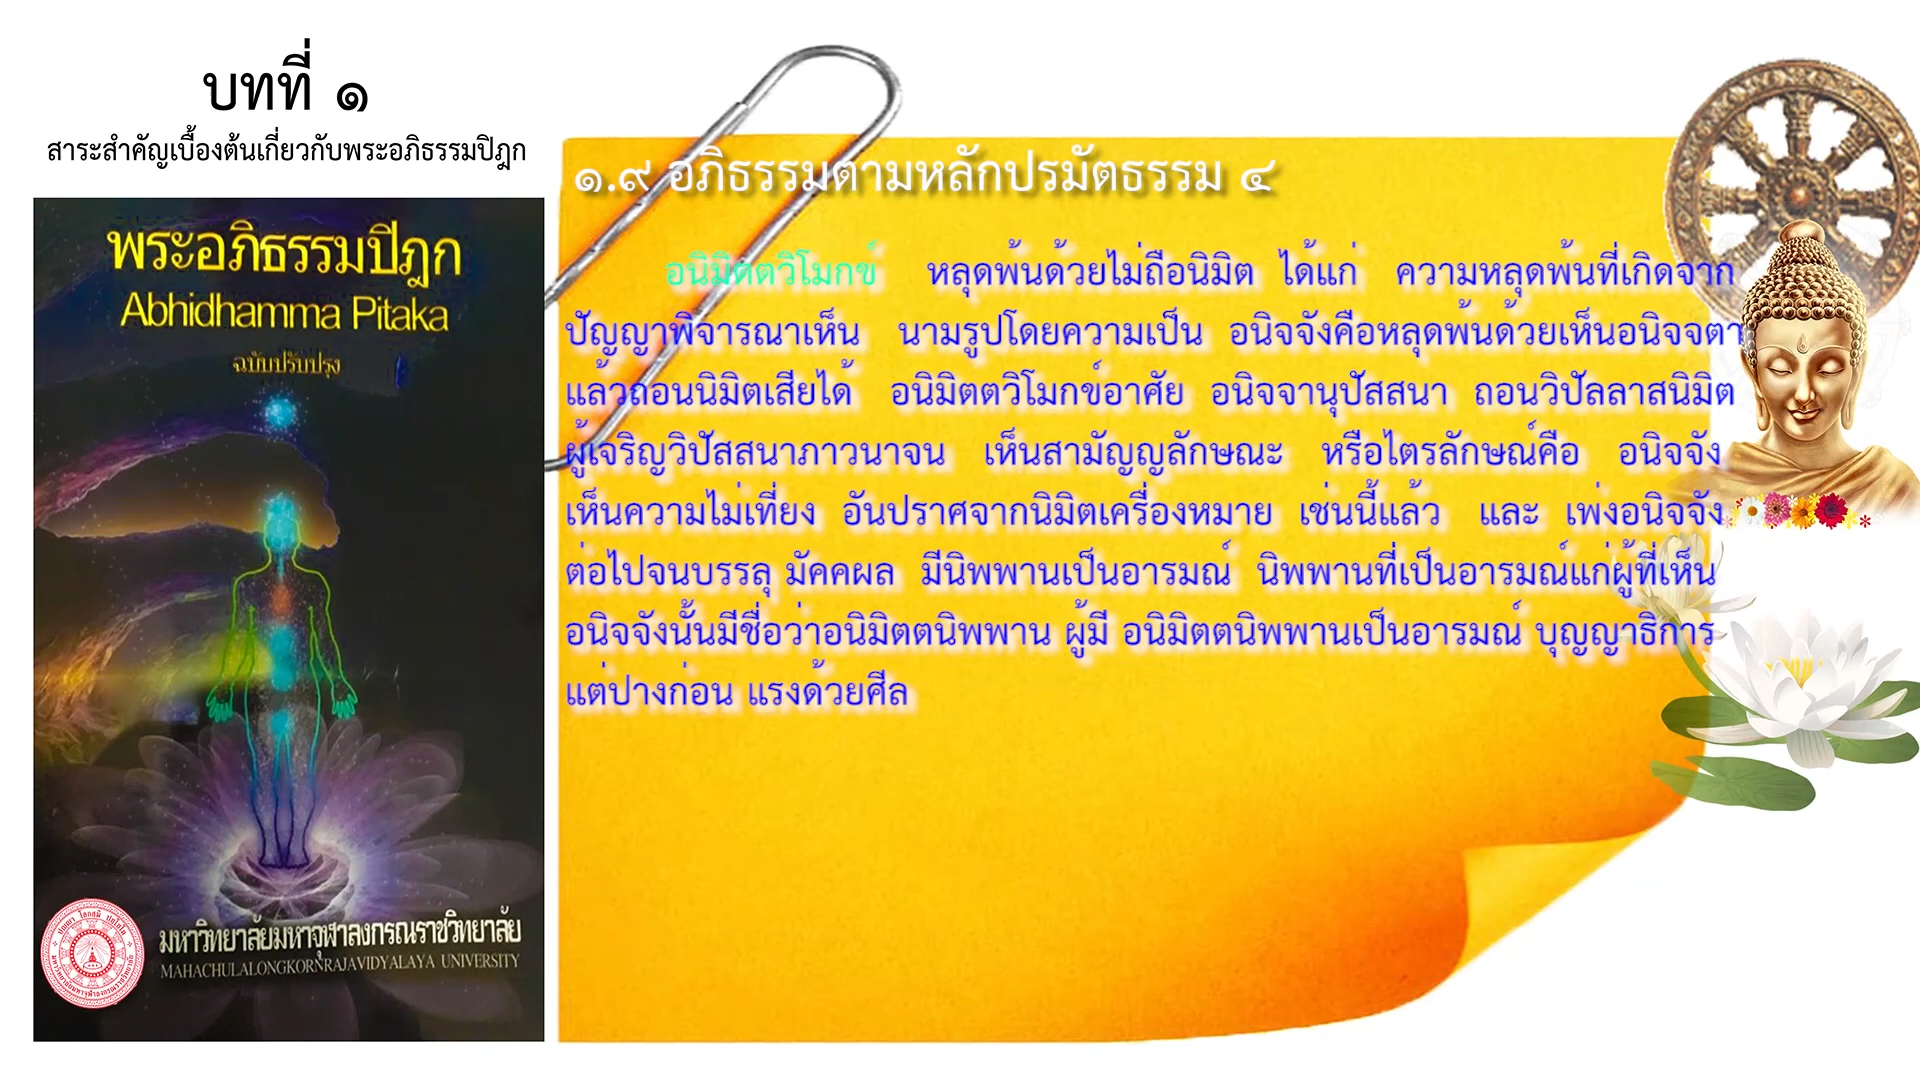 บทที่ ๑
สาระสำคัญเบื้องต้นเกี่ยวกับพระอภิธรรมปิฎก
พระอภิธรรมปิฎก
Abhidhamma Pitaka
ฉบับปรับปรุง
มหาวิทยาลัยมหาจุฬาลงกรณราชวิทยาลัย
MAHACHULALONGKORNRAJAVIDYALAYA UNIVERSITY
๑.๙ อภิธรรมตามหลักปรมัตธรรม ๔
อนิมิตตวิโมกข์ หลุดพ้นด้วยไม่ถือนิมิต ได้แก่ ความหลุดพ้นที่เกิดจาก
ปัญญาพิจารณาเห็น นามรูปโดยความเป็น อนิจจังคือหลุดพ้นด้วยเห็นอนิจจตา
แล้วถอนนิมิตเสียได้ อนิมิตตวิโมกข์อาศัย อนิจจานุปัสสนา ถอนวิปัลลาสนิมิต
ผู้เจริญวิปัสสนาภาวนาจน เห็นสามัญญลักษณะ หรือไตรลักษณ์คือ อนิจจัง
เห็นความไม่เที่ยง อันปราศจากนิมิตเครื่องหมาย เช่นนี้แล้ว และ เพ่งอนิจจัง
ต่อไปจนบรรลุ มัคคผล มีนิพพานเป็นอารมณ์ นิพพานที่เป็นอารมณ์แก่ผู้ที่เห็น
อนิจจังนั้นมีชื่อว่าอนิมิตตนิพพาน ผู้มี อนิมิตตนิพพานเป็นอารมณ์ บุญญาธิการ
แต่ปางก่อน แรงด้วยศีล